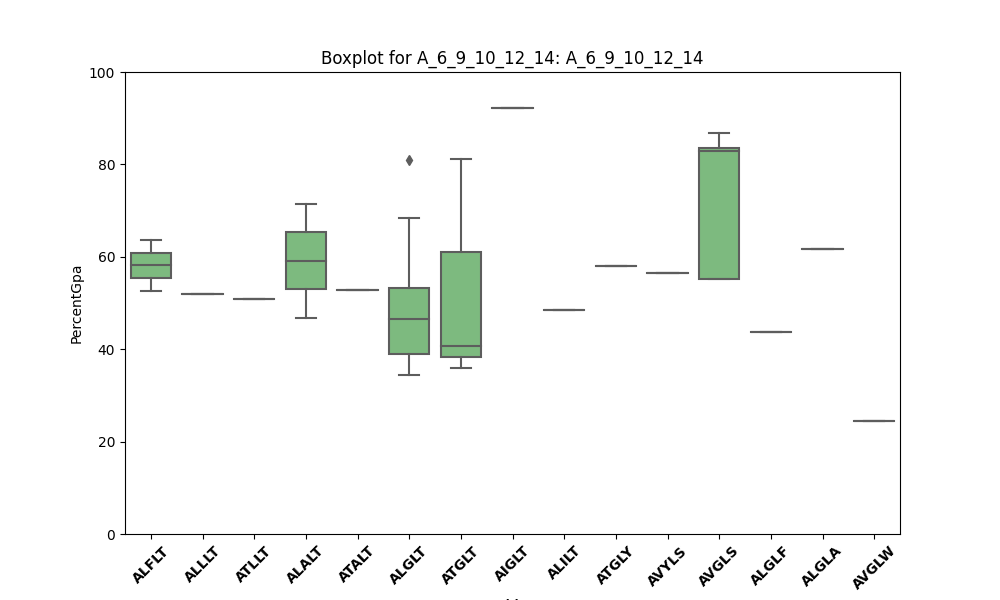 Boxplot for A_6_9_10_12_14: A_6_9_10_12_14
PercentGpa
100
80
60
40
20
0
ALFLT
ALLLT
ATLLT
ALALT
ATALT
ALGLT
ATGLT
AIGLT
ALILT
ATGLY
AVYLS
AVGLS
ALGLF
ALGLA
AVGLW